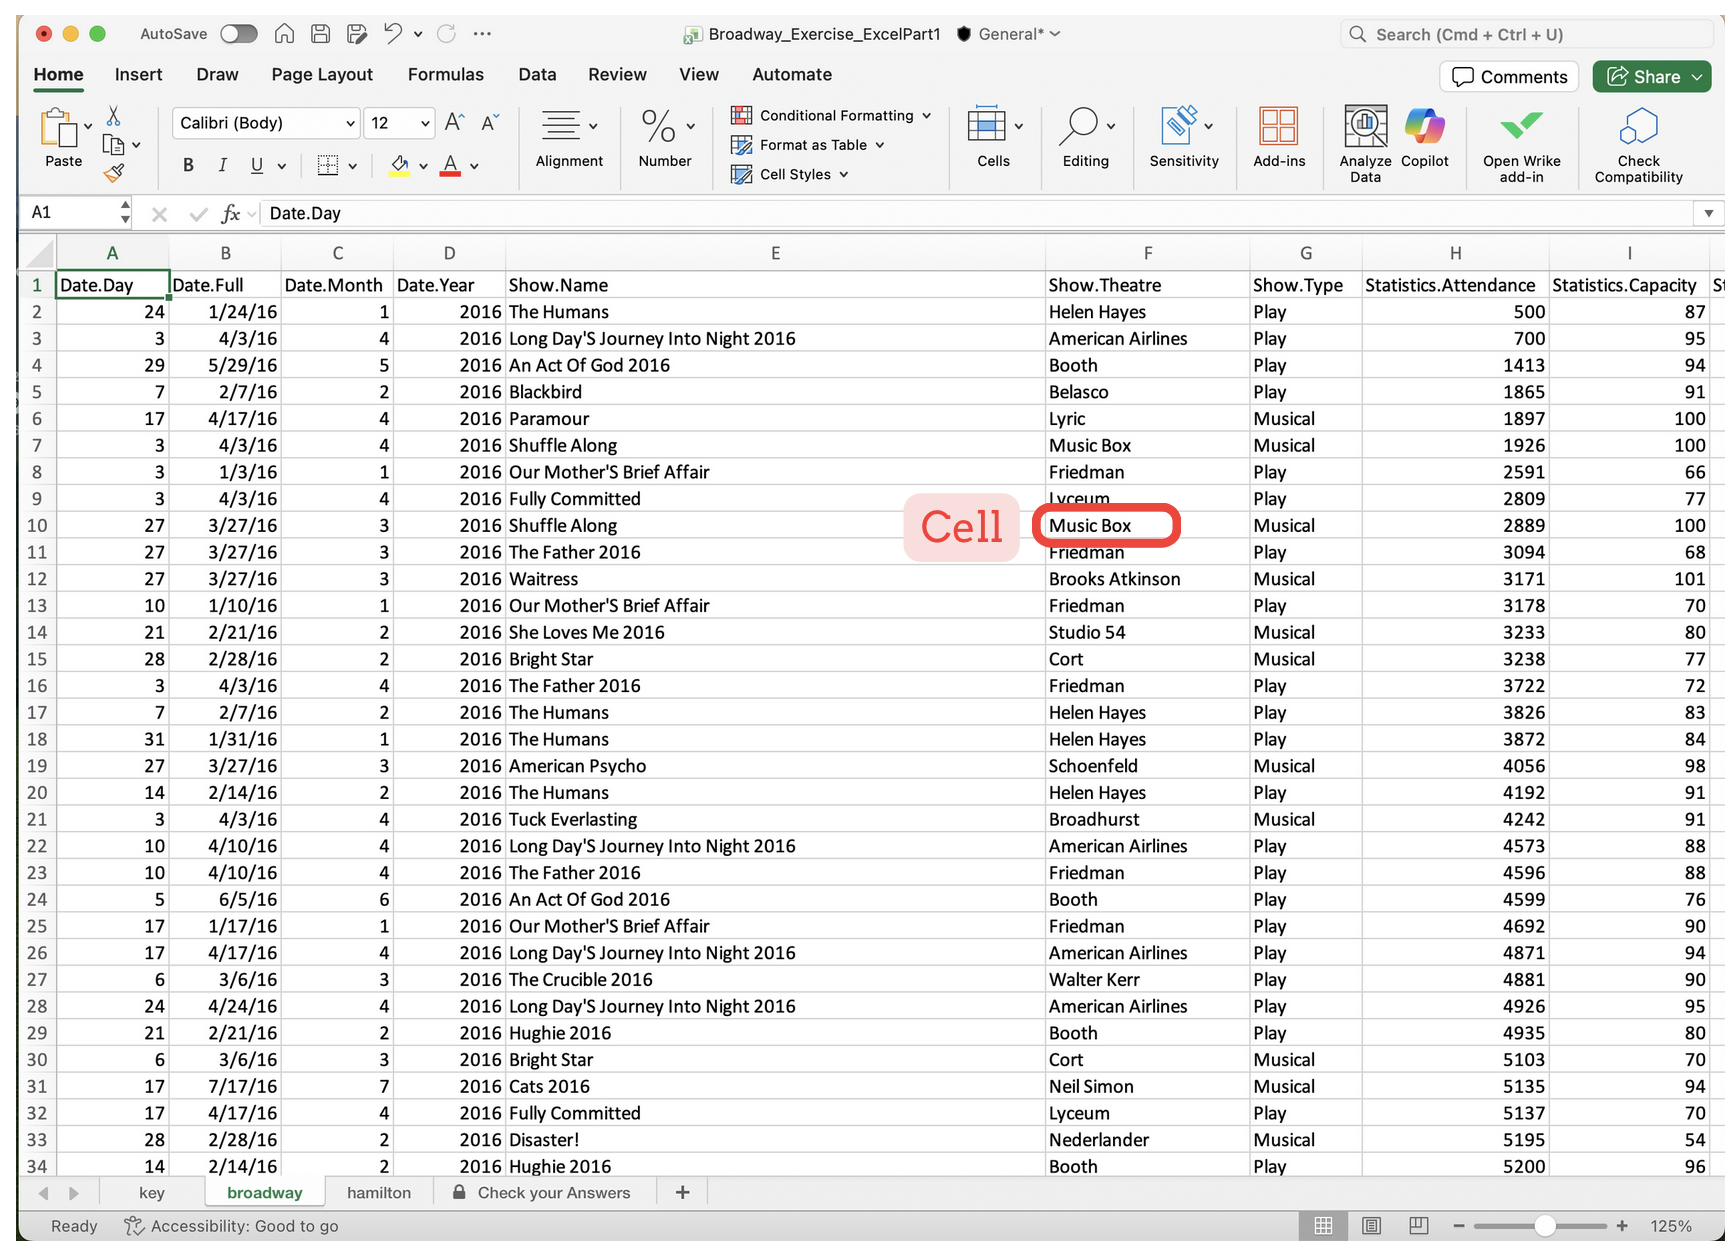 AutoSave Broadway_Exercise_ExcelPart1 General* Search (Cmd + Ctrl + U)
Home Insert Draw Page Layout Formulas Data Review View Automate Comments Share
Calibri (Body) 12 A^ A˅ Conditional Formatting
Format as Table
Paste B I U A Alignment % Number Cell Styles Cells Editing Sensitivity Add-ins Analyze Data Copilot Open Wrike add-in Check Compatibility
A1 fx Date.Day
A B C D E F G H I
1 Date.Day Date.Full Date.Month Date.Year Show.Name Show.Theatre Show.Type Statistics.Attendance Statistics.Capacity St
2 24 1/24/16 1 2016 The Humans Helen Hayes Play 500 87
3 3 4/3/16 4 2016 Long Day'S Journey Into Night 2016 American Airlines Play 700 95
4 29 5/29/16 5 2016 An Act Of God 2016 Booth Play 1413 94
5 7 2/7/16 2 2016 Blackbird Belasco Play 1865 91
6 17 4/17/16 4 2016 Paramour Lyric Musical 1897 100
7 3 4/3/16 4 2016 Shuffle Along Music Box Musical 1926 100
8 3 1/3/16 1 2016 Our Mother'S Brief Affair Friedman Play 2591 66
9 3 4/3/16 4 2016 Fully Committed Lyceum Play 2809 77
10 27 3/27/16 3 2016 Shuffle Along Cell Music Box Musical 2889 100
11 27 3/27/16 3 2016 The Father 2016 Friedman Play 3094 68
12 27 3/27/16 3 2016 Waitress Brooks Atkinson Musical 3171 101
13 10 1/10/16 1 2016 Our Mother'S Brief Affair Friedman Play 3178 70
14 21 2/21/16 2 2016 She Loves Me 2016 Studio 54 Musical 3233 80
15 28 2/28/16 2 2016 Bright Star Cort Musical 3238 77
16 3 4/3/16 4 2016 The Father 2016 Friedman Play 3722 72
17 7 2/7/16 2 2016 The Humans Helen Hayes Play 3826 83
18 31 1/31/16 1 2016 The Humans Helen Hayes Play 3872 84
19 27 3/27/16 3 2016 American Psycho Schoenfeld Musical 4056 98
20 14 2/14/16 2 2016 The Humans Helen Hayes Play 4192 91
21 3 4/3/16 4 2016 Tuck Everlasting Broadhurst Musical 4242 91
22 10 4/10/16 4 2016 Long Day'S Journey Into Night 2016 American Airlines Play 4573 88
23 10 4/10/16 4 2016 The Father 2016 Friedman Play 4596 88
24 5 6/5/16 6 2016 An Act Of God 2016 Booth Play 4599 76
25 17 1/17/16 1 2016 Our Mother'S Brief Affair Friedman Play 4692 90
26 17 4/17/16 4 2016 Long Day'S Journey Into Night 2016 American Airlines Play 4871 94
27 6 3/6/16 3 2016 The Crucible 2016 Walter Kerr Play 4881 90
28 24 4/24/16 4 2016 Long Day'S Journey Into Night 2016 American Airlines Play 4926 95
29 21 2/21/16 2 2016 Hughie 2016 Booth Play 4935 80
30 6 3/6/16 3 2016 Bright Star Cort Musical 5103 70
31 17 7/17/16 7 2016 Cats 2016 Neil Simon Musical 5135 94
32 17 4/17/16 4 2016 Fully Committed Lyceum Play 5137 70
33 28 2/28/16 2 2016 Disaster! Nederlander Musical 5195 54
34 14 2/14/16 2 2016 Hughie 2016 Booth Play 5200 96
key broadway hamilton Check your Answers +
Ready Accessibility: Good to go 125%